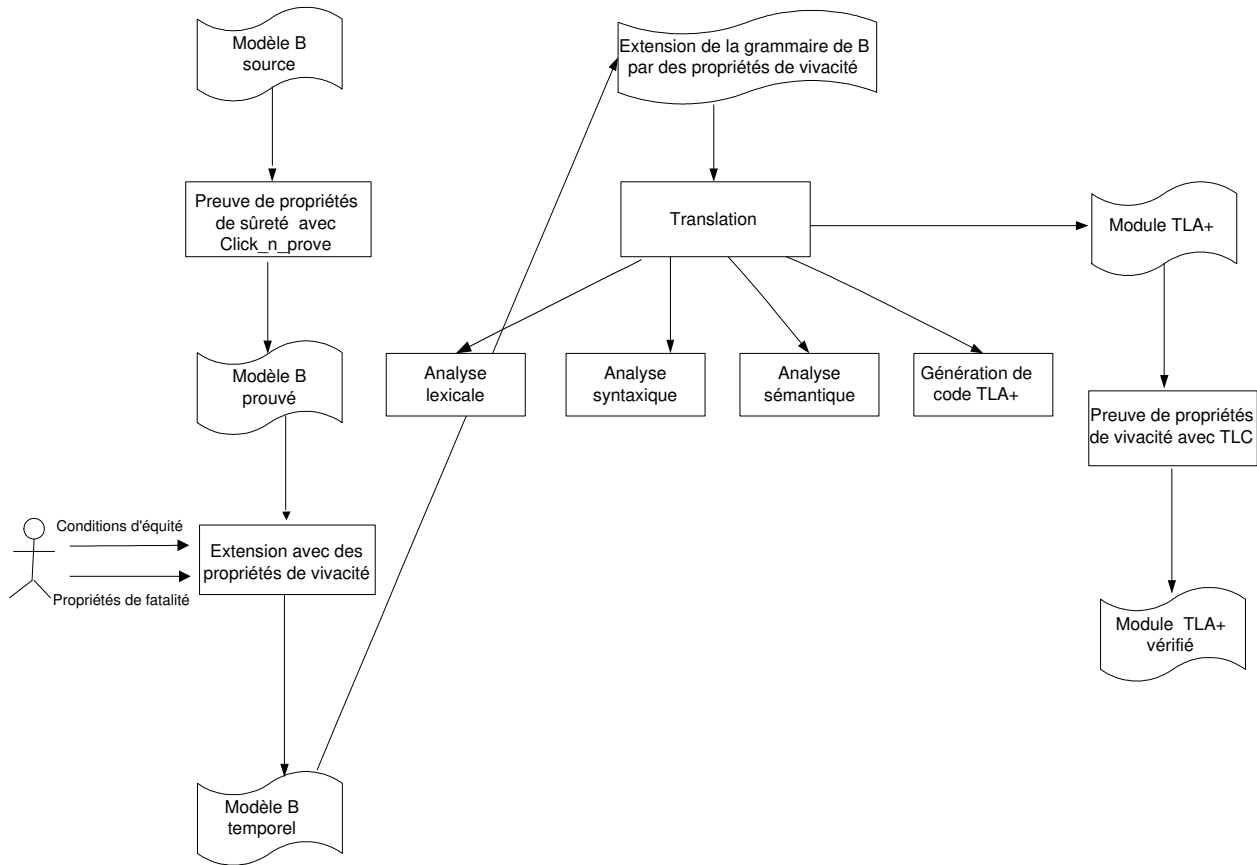 Modèle B
source
Preuve de propriétés
de sûreté avec
Click_n_prove
Modèle B
prouvé
Conditions d'équité
Propriétés de fatalité
Extension avec des
propriétés de vivacité
Modèle B
temporel
Extension de la grammaire de B
par des propriétés de vivacité
Translation
Analyse
lexicale
Analyse
syntaxique
Analyse
sémantique
Génération de
code TLA+
Module TLA+
Preuve de propriétés
de vivacité avec TLC
Module TLA+
vérifié